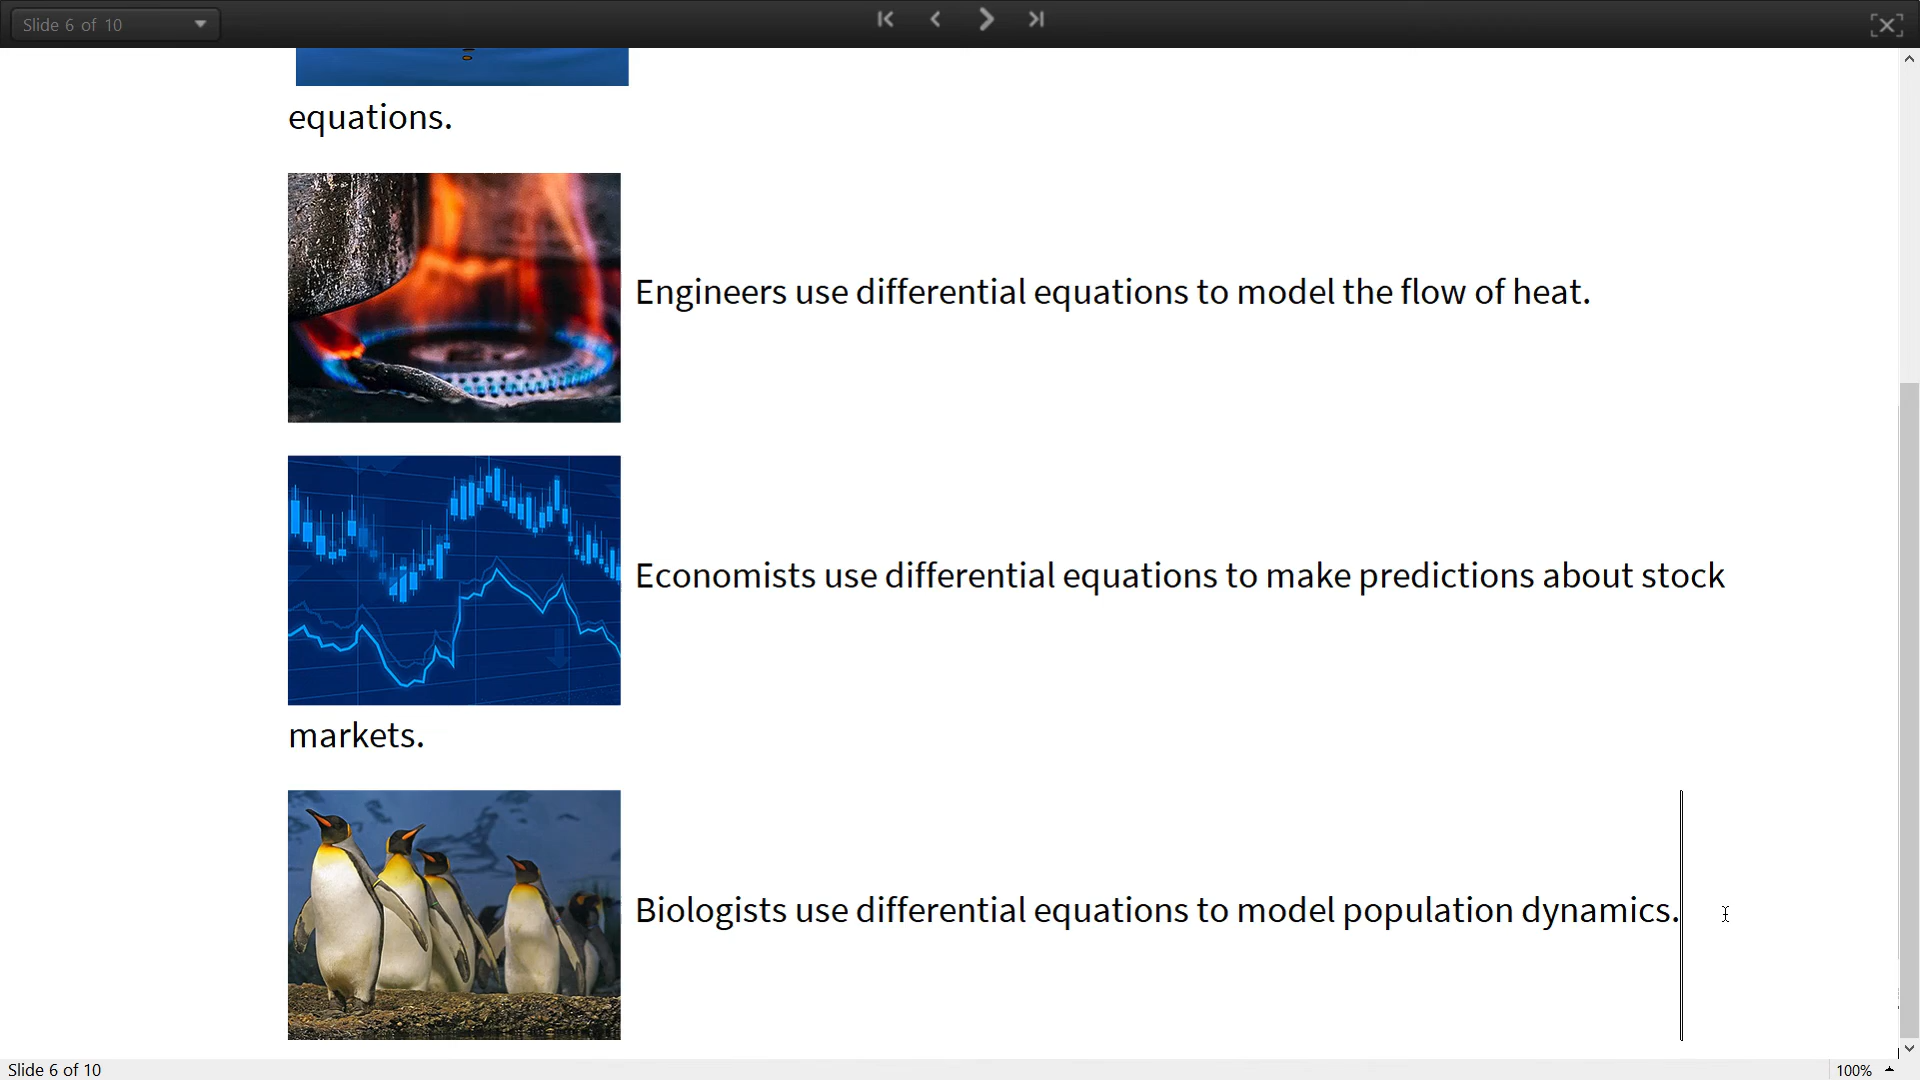 Slide 6 of 10
equations.
Engineers use differential equations to model the flow of heat.
Economists use differential equations to make predictions about stock
markets.
Biologists use differential equations to model population dynamics.
Slide 6 of 10
100%